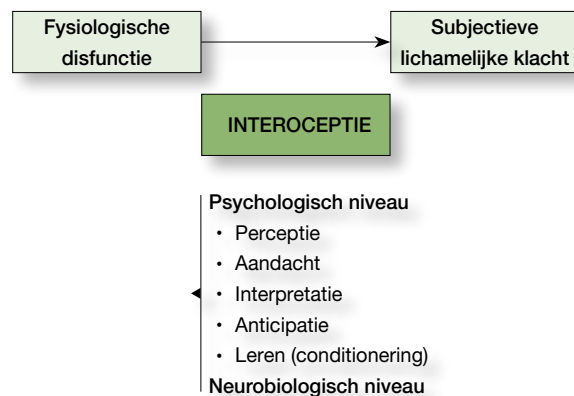 Fysiologische
disfunctie
Subjectieve
lichamelijke klacht
INTEROCEPTIE
Psychologisch niveau
• Perceptie
• Aandacht
• Interpretatie
• Anticipatie
• Leren (conditionering)
Neurobiologisch niveau